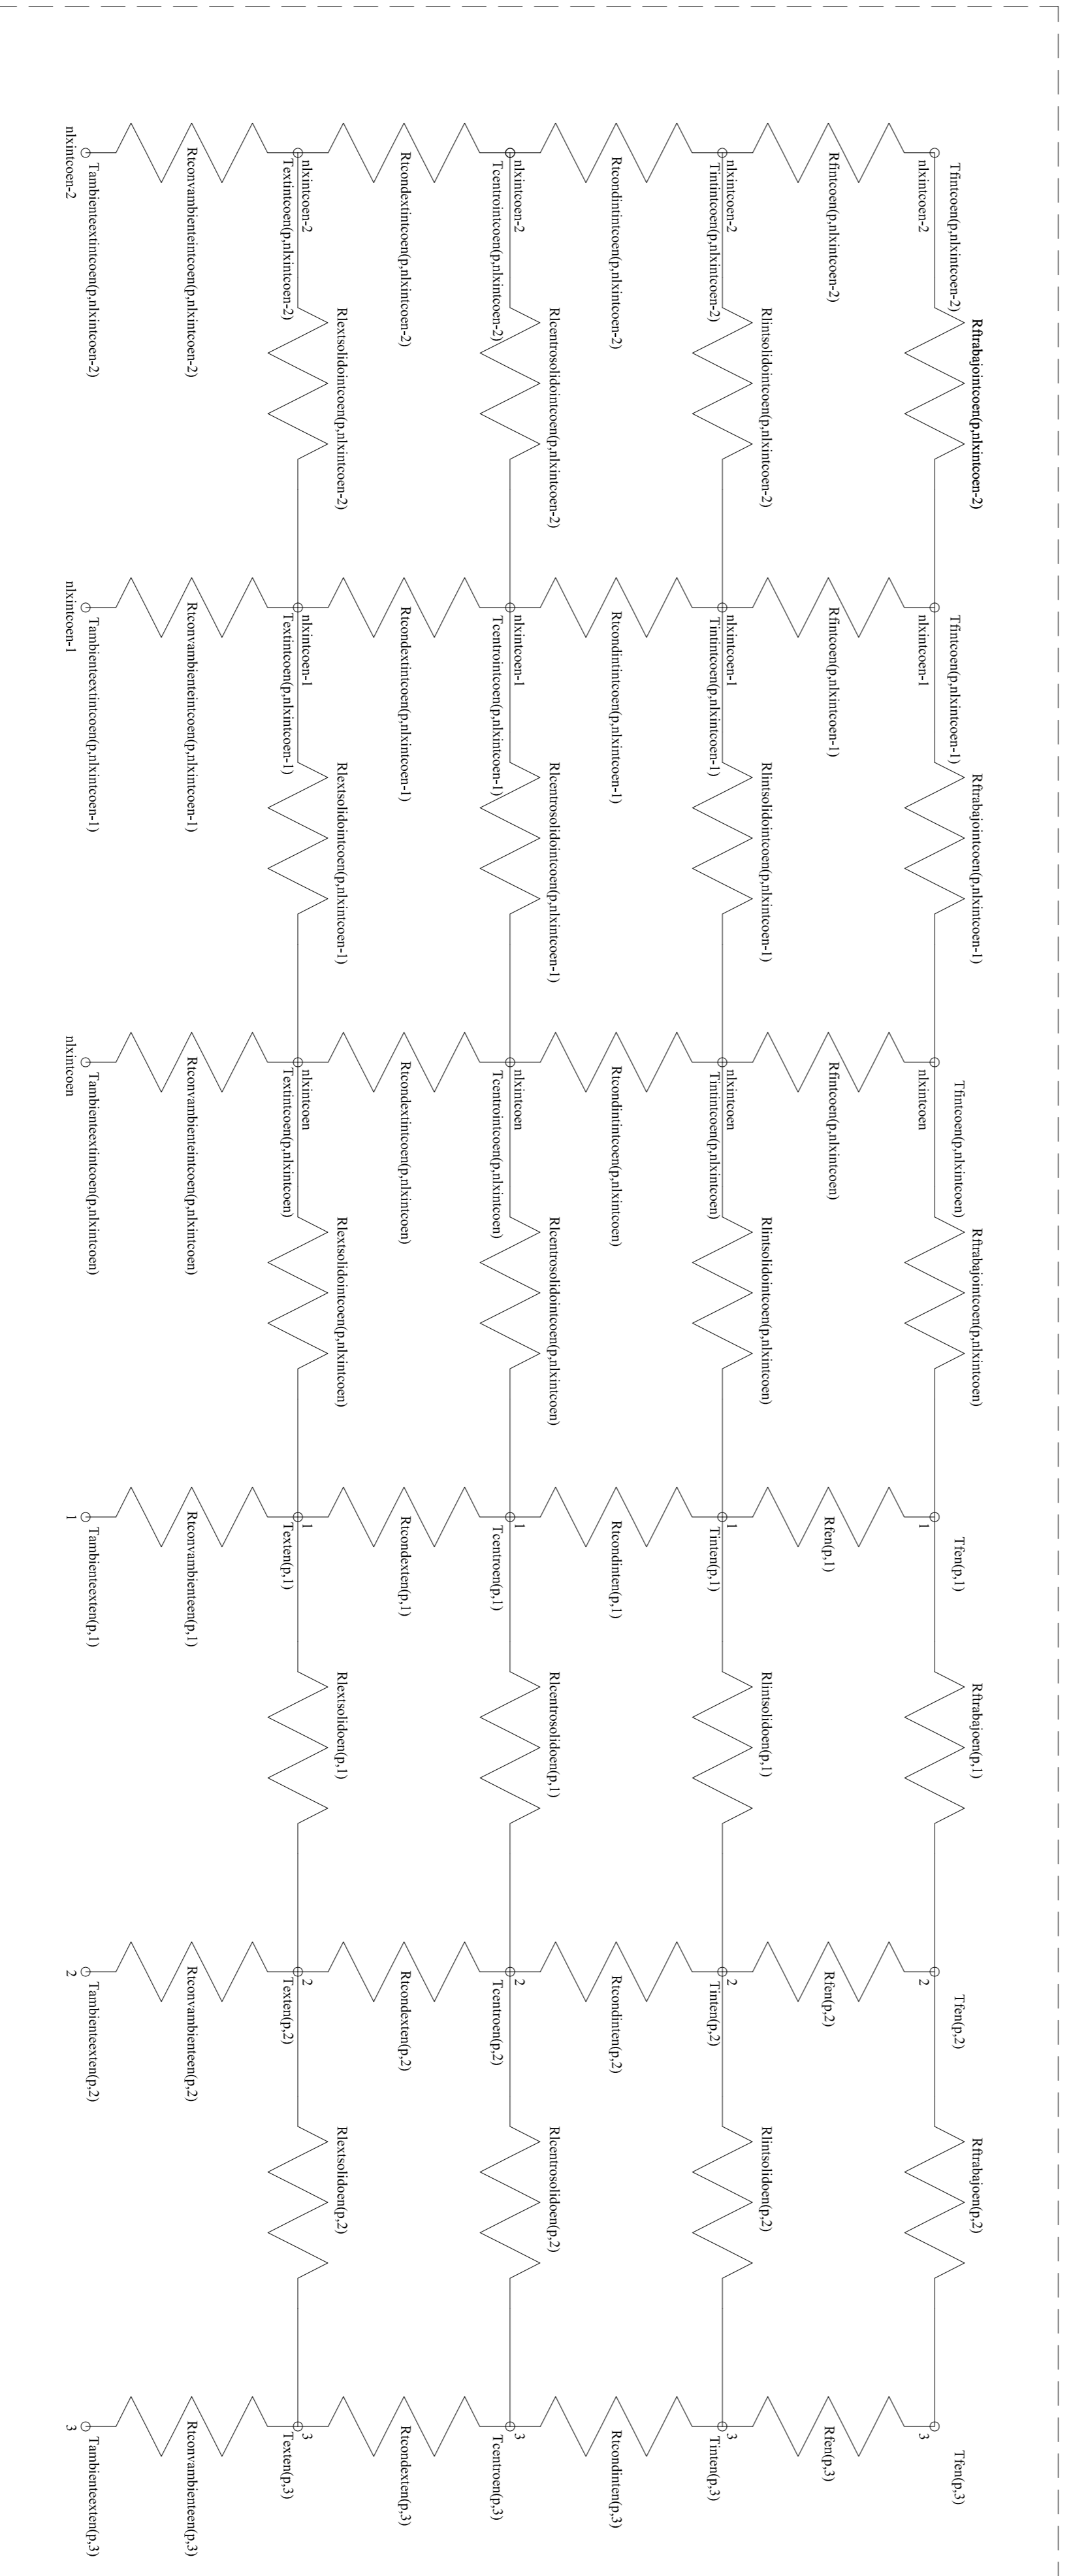 Rftrabajointcoen(p,nlxintcoen-2)
Rftrabajointcoen(p,nlxintcoen-1)
Rftrabajointcoen(p,nlxintcoen)
Rftrabajoen(p,1)
Rftrabajoen(p,2)
Tfintcoen(p,nlxintcoen-2)
Tfintcoen(p,nlxintcoen-1)
Tfintcoen(p,nlxintcoen)
Tfen(p,1)
Tfen(p,2)
Tfen(p,3)
nlxintcoen-2
nlxintcoen-1
nlxintcoen
1
2
3
Rfintcoen(p,nlxintcoen-2)
Rfintcoen(p,nlxintcoen-1)
Rfintcoen(p,nlxintcoen)
Rfen(p,1)
Rfen(p,2)
Rfen(p,3)
Rlintsolidointcoen(p,nlxintcoen-2)
Rlintsolidointcoen(p,nlxintcoen-1)
Rlintsolidointcoen(p,nlxintcoen)
Rlintsolidoen(p,1)
Rlintsolidoen(p,2)
nlxintcoen-2
nlxintcoen-1
nlxintcoen
1
2
3
Tintintcoen(p,nlxintcoen-2)
Tintintcoen(p,nlxintcoen-1)
Tintintcoen(p,nlxintcoen)
Tinten(p,1)
Tinten(p,2)
Tinten(p,3)
Rtcondintintcoen(p,nlxintcoen-2)
Rtcondintintcoen(p,nlxintcoen-1)
Rtcondintintcoen(p,nlxintcoen)
Rtcondinten(p,1)
Rtcondinten(p,2)
Rtcondinten(p,3)
Rlcentrosolidointcoen(p,nlxintcoen-2)
Rlcentrosolidointcoen(p,nlxintcoen-1)
Rlcentrosolidointcoen(p,nlxintcoen)
Rlcentrosolidoen(p,1)
Rlcentrosolidoen(p,2)
nlxintcoen-2
nlxintcoen-1
nlxintcoen
1
2
3
Tcentrointcoen(p,nlxintcoen-2)
Tcentrointcoen(p,nlxintcoen-1)
Tcentrointcoen(p,nlxintcoen)
Tcentroen(p,1)
Tcentroen(p,2)
Tcentroen(p,3)
Rtcondextintcoen(p,nlxintcoen-2)
Rtcondextintcoen(p,nlxintcoen-1)
Rtcondextintcoen(p,nlxintcoen)
Rtcondexten(p,1)
Rtcondexten(p,2)
Rtcondexten(p,3)
Rlextsolidointcoen(p,nlxintcoen-2)
Rlextsolidointcoen(p,nlxintcoen-1)
Rlextsolidointcoen(p,nlxintcoen)
Rlextsolidoen(p,1)
Rlextsolidoen(p,2)
nlxintcoen-2
nlxintcoen-1
nlxintcoen
1
2
3
Textintcoen(p,nlxintcoen-2)
Textintcoen(p,nlxintcoen-1)
Textintcoen(p,nlxintcoen)
Texten(p,1)
Texten(p,2)
Texten(p,3)
Rtconvambienteintcoen(p,nlxintcoen-2)
Rtconvambienteintcoen(p,nlxintcoen-1)
Rtconvambienteintcoen(p,nlxintcoen)
Rtconvambienteen(p,1)
Rtconvambienteen(p,2)
Rtconvambienteen(p,3)
Tambienteextintcoen(p,nlxintcoen-2)
Tambienteextintcoen(p,nlxintcoen-1)
Tambienteextintcoen(p,nlxintcoen)
Tambienteexten(p,1)
Tambienteexten(p,2)
Tambienteexten(p,3)
nlxintcoen-2
nlxintcoen-1
nlxintcoen
1
2
3